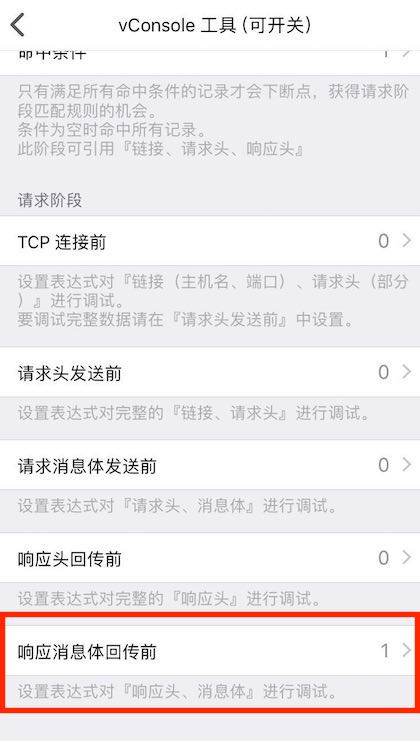 vConsole 工具 (可开关)
命中条件 1
只有满足所有命中条件的记录才会下断点，获得请求阶
段匹配规则的机会。
条件为空时命中所有记录。
此阶段可引用『链接、请求头、响应头』
请求阶段
TCP 连接前 0
设置表达式对『链接（主机名、端口）、请求头（部分
）』进行调试。
要调试完整数据请在『请求头发送前』中设置。
请求头发送前 0
设置表达式对完整的『链接、请求头』进行调试。
请求消息体发送前 0
设置表达式对『请求头、消息体』进行调试。
响应头回传前 0
设置表达式对完整的『响应头』进行调试。
响应消息体回传前 1
设置表达式对『响应头、消息体』进行调试。